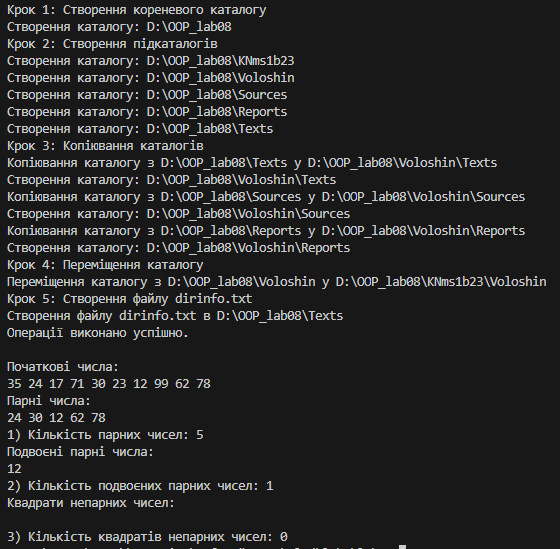 Крок 1: Створення кореневого каталогу
Створення каталогу: D:\OOP_lab08
Крок 2: Створення підкаталогів
Створення каталогу: D:\OOP_lab08\KNms1b23
Створення каталогу: D:\OOP_lab08\Voloshin
Створення каталогу: D:\OOP_lab08\Sources
Створення каталогу: D:\OOP_lab08\Reports
Створення каталогу: D:\OOP_lab08\Texts
Крок 3: Копіювання каталогів
Копіювання каталогу з D:\OOP_lab08\Texts у D:\OOP_lab08\Voloshin\Texts
Створення каталогу: D:\OOP_lab08\Voloshin\Texts
Копіювання каталогу з D:\OOP_lab08\Sources у D:\OOP_lab08\Voloshin\Sources
Створення каталогу: D:\OOP_lab08\Voloshin\Sources
Копіювання каталогу з D:\OOP_lab08\Reports у D:\OOP_lab08\Voloshin\Reports
Створення каталогу: D:\OOP_lab08\Voloshin\Reports
Крок 4: Переміщення каталогу
Переміщення каталогу з D:\OOP_lab08\Voloshin у D:\OOP_lab08\KNms1b23\Voloshin
Крок 5: Створення файлу dirinfo.txt
Створення файлу dirinfo.txt в D:\OOP_lab08\Texts
Операції виконано успішно.
Початкові числа:
35 24 17 71 30 23 12 99 62 78
Парні числа:
24 30 12 62 78
1) Кількість парних чисел: 5
Подвоєні парні числа:
12
2) Кількість подвоєних парних чисел: 1
Квадрати непарних чисел:
3) Кількість квадратів непарних чисел: 0